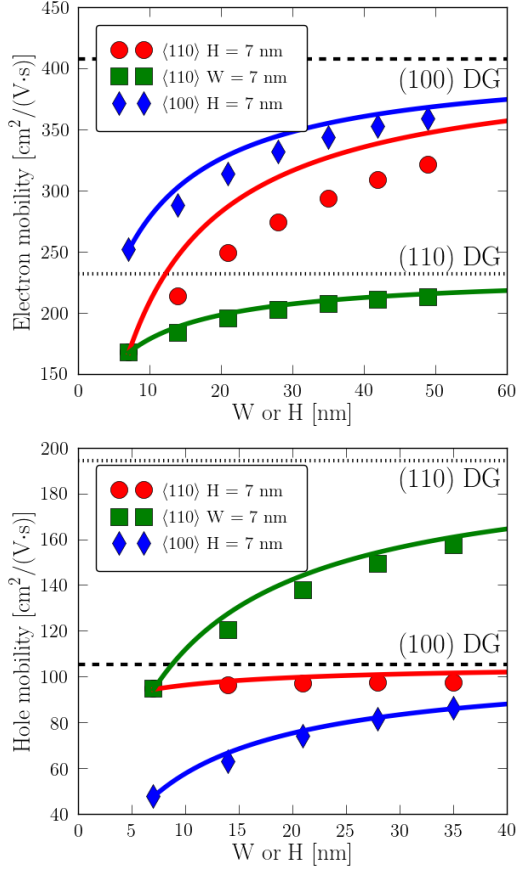 450
400
350
300
250
200
150
Electron mobility [cm²/(V·s)]
⟨110⟩ H = 7 nm
⟨110⟩ W = 7 nm
⟨100⟩ H = 7 nm
(100) DG
(110) DG
0 10 20 30 40 50 60
W or H [nm]
200
180
160
140
120
100
80
60
40
Hole mobility [cm²/(V·s)]
⟨110⟩ H = 7 nm
⟨110⟩ W = 7 nm
⟨100⟩ H = 7 nm
(110) DG
(100) DG
0 5 10 15 20 25 30 35 40
W or H [nm]